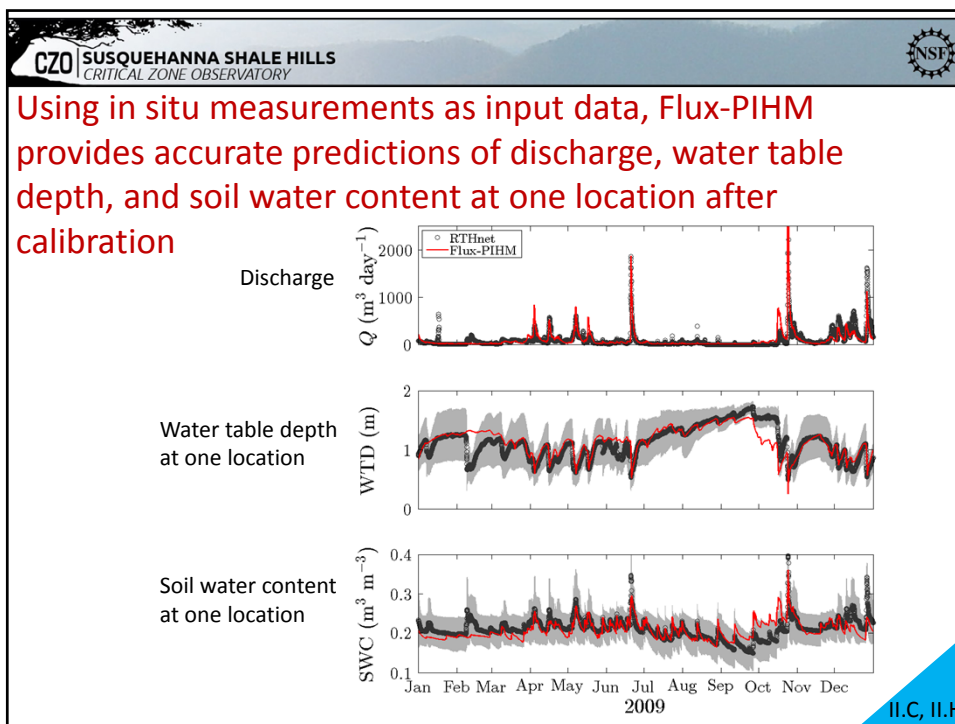 CZO SUSQUEHANNA SHALE HILLS
CRITICAL ZONE OBSERVATORY
NSF
Using in situ measurements as input data, Flux-PIHM
provides accurate predictions of discharge, water table
depth, and soil water content at one location after
calibration
Discharge
Q (m³ day⁻¹)
2000
1000
0
RTHnet
Flux-PIHM
Water table depth
at one location
WTD (m)
2
1
0
Soil water content
at one location
SWC (m³ m⁻³)
0.4
0.3
0.2
0.1
Jan Feb Mar Apr May Jun Jul Aug Sep Oct Nov Dec
2009